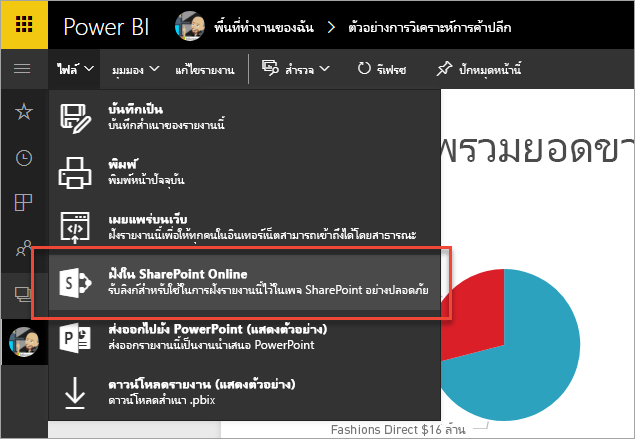 Power BI พื้นที่ทำงานของฉัน ตัวอย่างการวิเคราะห์การค้าปลีก
ไฟล์ มุมมอง แก้ไขรายงาน สำรวจ รีเฟรช ปักหมุดหน้านี้
บันทึกเป็น
บันทึกสำเนาของรายงานนี้
พิมพ์
พิมพ์หน้าปัจจุบัน
เผยแพร่บนเว็บ
ฝังรายงานนี้เพื่อให้ทุกคนในอินเทอร์เน็ตสามารถเข้าถึงได้โดยสาธารณะ
ฝังใน SharePoint Online
รับลิงก์สำหรับใช้ในการฝังรายงานนี้ไว้ในเพจ SharePoint อย่างปลอดภัย
ส่งออกไปยัง PowerPoint (แสดงตัวอย่าง)
ส่งออกรายงานนี้เป็นงานนำเสนอ PowerPoint
ดาวน์โหลดรายงาน (แสดงตัวอย่าง)
ดาวน์โหลดสำเนา .pbix
พรวมยอดขา
Fashions Direct $16 ล้าน